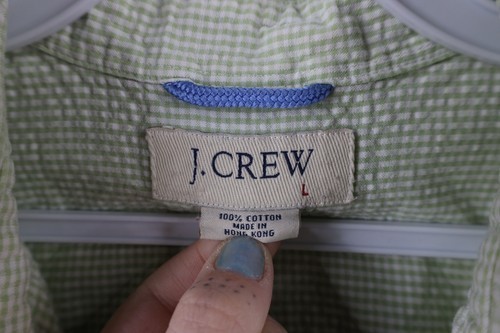 J.CREW
L
100% COTTON
MADE IN
HONG KONG